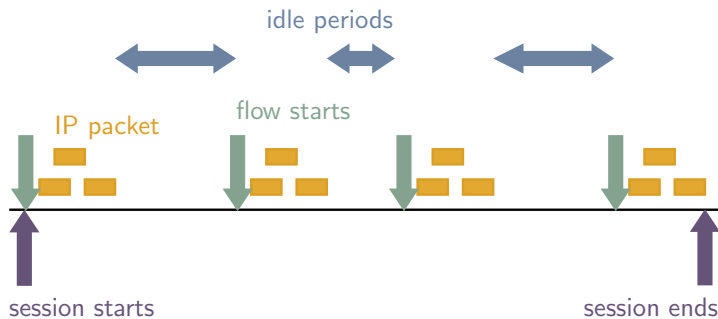 idle periods
flow starts
IP packet
session starts
session ends